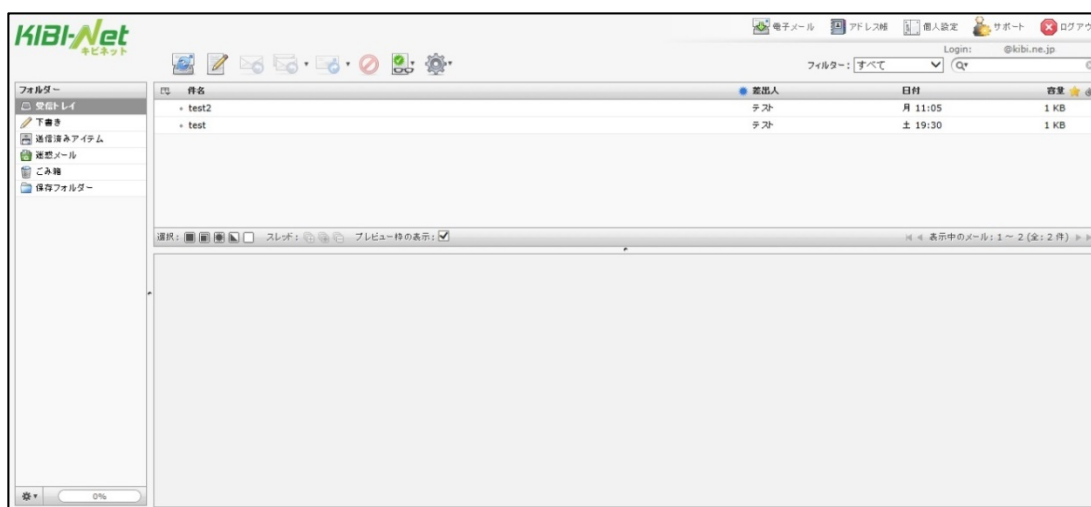 KIBI-Net
キビネット
電子メール アドレス帳 個人設定 サポート ログアウ
Login: @kibi.ne.jp
フィルター: すべて
フォルダー
受信トレイ
下書き
送信済みアイテム
迷惑メール
ごみ箱
保存フォルダー
件名 差出人 日付 容量
test2 テスト 月 11:05 1 KB
test テスト 土 19:30 1 KB
選択: スレッド: プレビュー枠の表示:
表示中のメール: 1 ~ 2 (全: 2 件)
0%